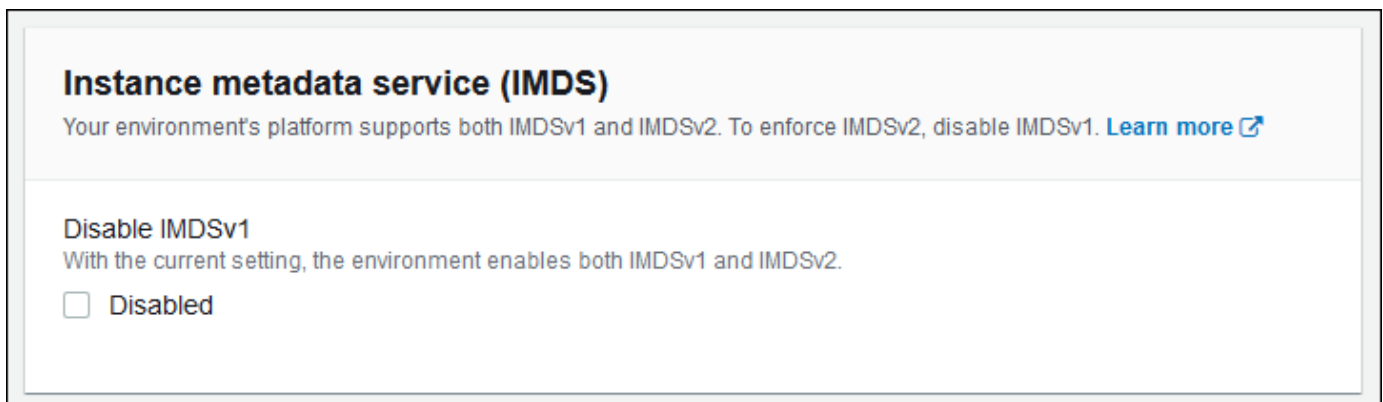 Instance metadata service (IMDS)
Your environment's platform supports both IMDSv1 and IMDSv2. To enforce IMDSv2, disable IMDSv1. Learn more
Disable IMDSv1
With the current setting, the environment enables both IMDSv1 and IMDSv2.
Disabled